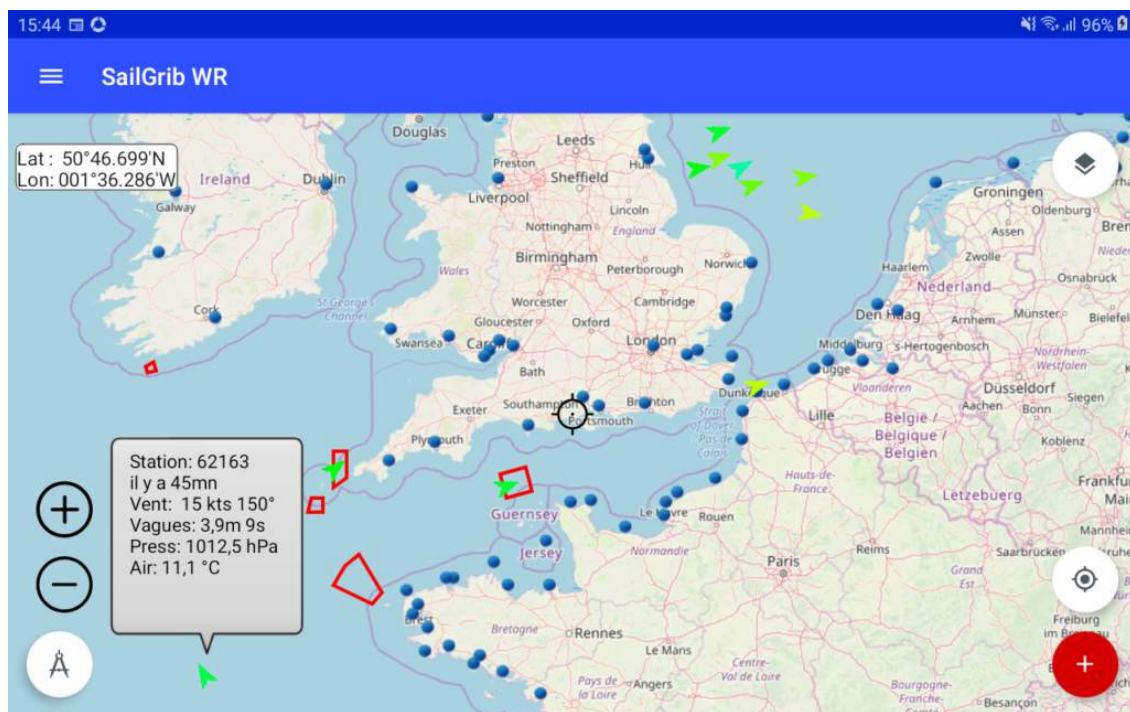 15:44 96%
SailGrib WR
Lat : 50°46.699'N
Lon: 001°36.286'W
Douglas
Leeds
Preston
Hull
Sheffield
Ireland
Dublin
Liverpool
Groningen
Galway
Lincoln
Oldenburg
Nottingham
England
Assen
Birmingham
Zwolle
Peterborough
Norwich
Haarlem
Wales
Nederland
Osnabrück
St George's
Channel
Worcester
Cambridge
Cork
Den Haag
Gloucester
Oxford
Arnhem
Münster
Swansea
Cardiff
London
Middelburg
's-Hertogenbosch
Nordrhein-
Westfalen
Bath
Brugge
Vlaanderen
Düsseldorf
Dunkerque
Southampton
Brighton
Exeter
Portsmouth
Strait
of Dover
Pas de
Calais
Lille
België /
Belgique /
Belgien
Aachen
Bonn
Siegen
Plymouth
Koblenz
Station: 62163
il y a 45mn
Vent: 15 kts 150°
Vagues: 3,9m 9s
Press: 1012,5 hPa
Air: 11,1 °C
Hauts-de-
France
Lëtzebuerg
Guernsey
Le Havre
Rouen
Jersey
Normandie
Reims
Paris
Saarbrücken
Grand
Est
Brest
Bretagne
Rennes
Freiburg
Le Mans
Centre-
Val de Loire
Pays de
la Loire
Angers
Bourgogne-
Franche-
Besançon